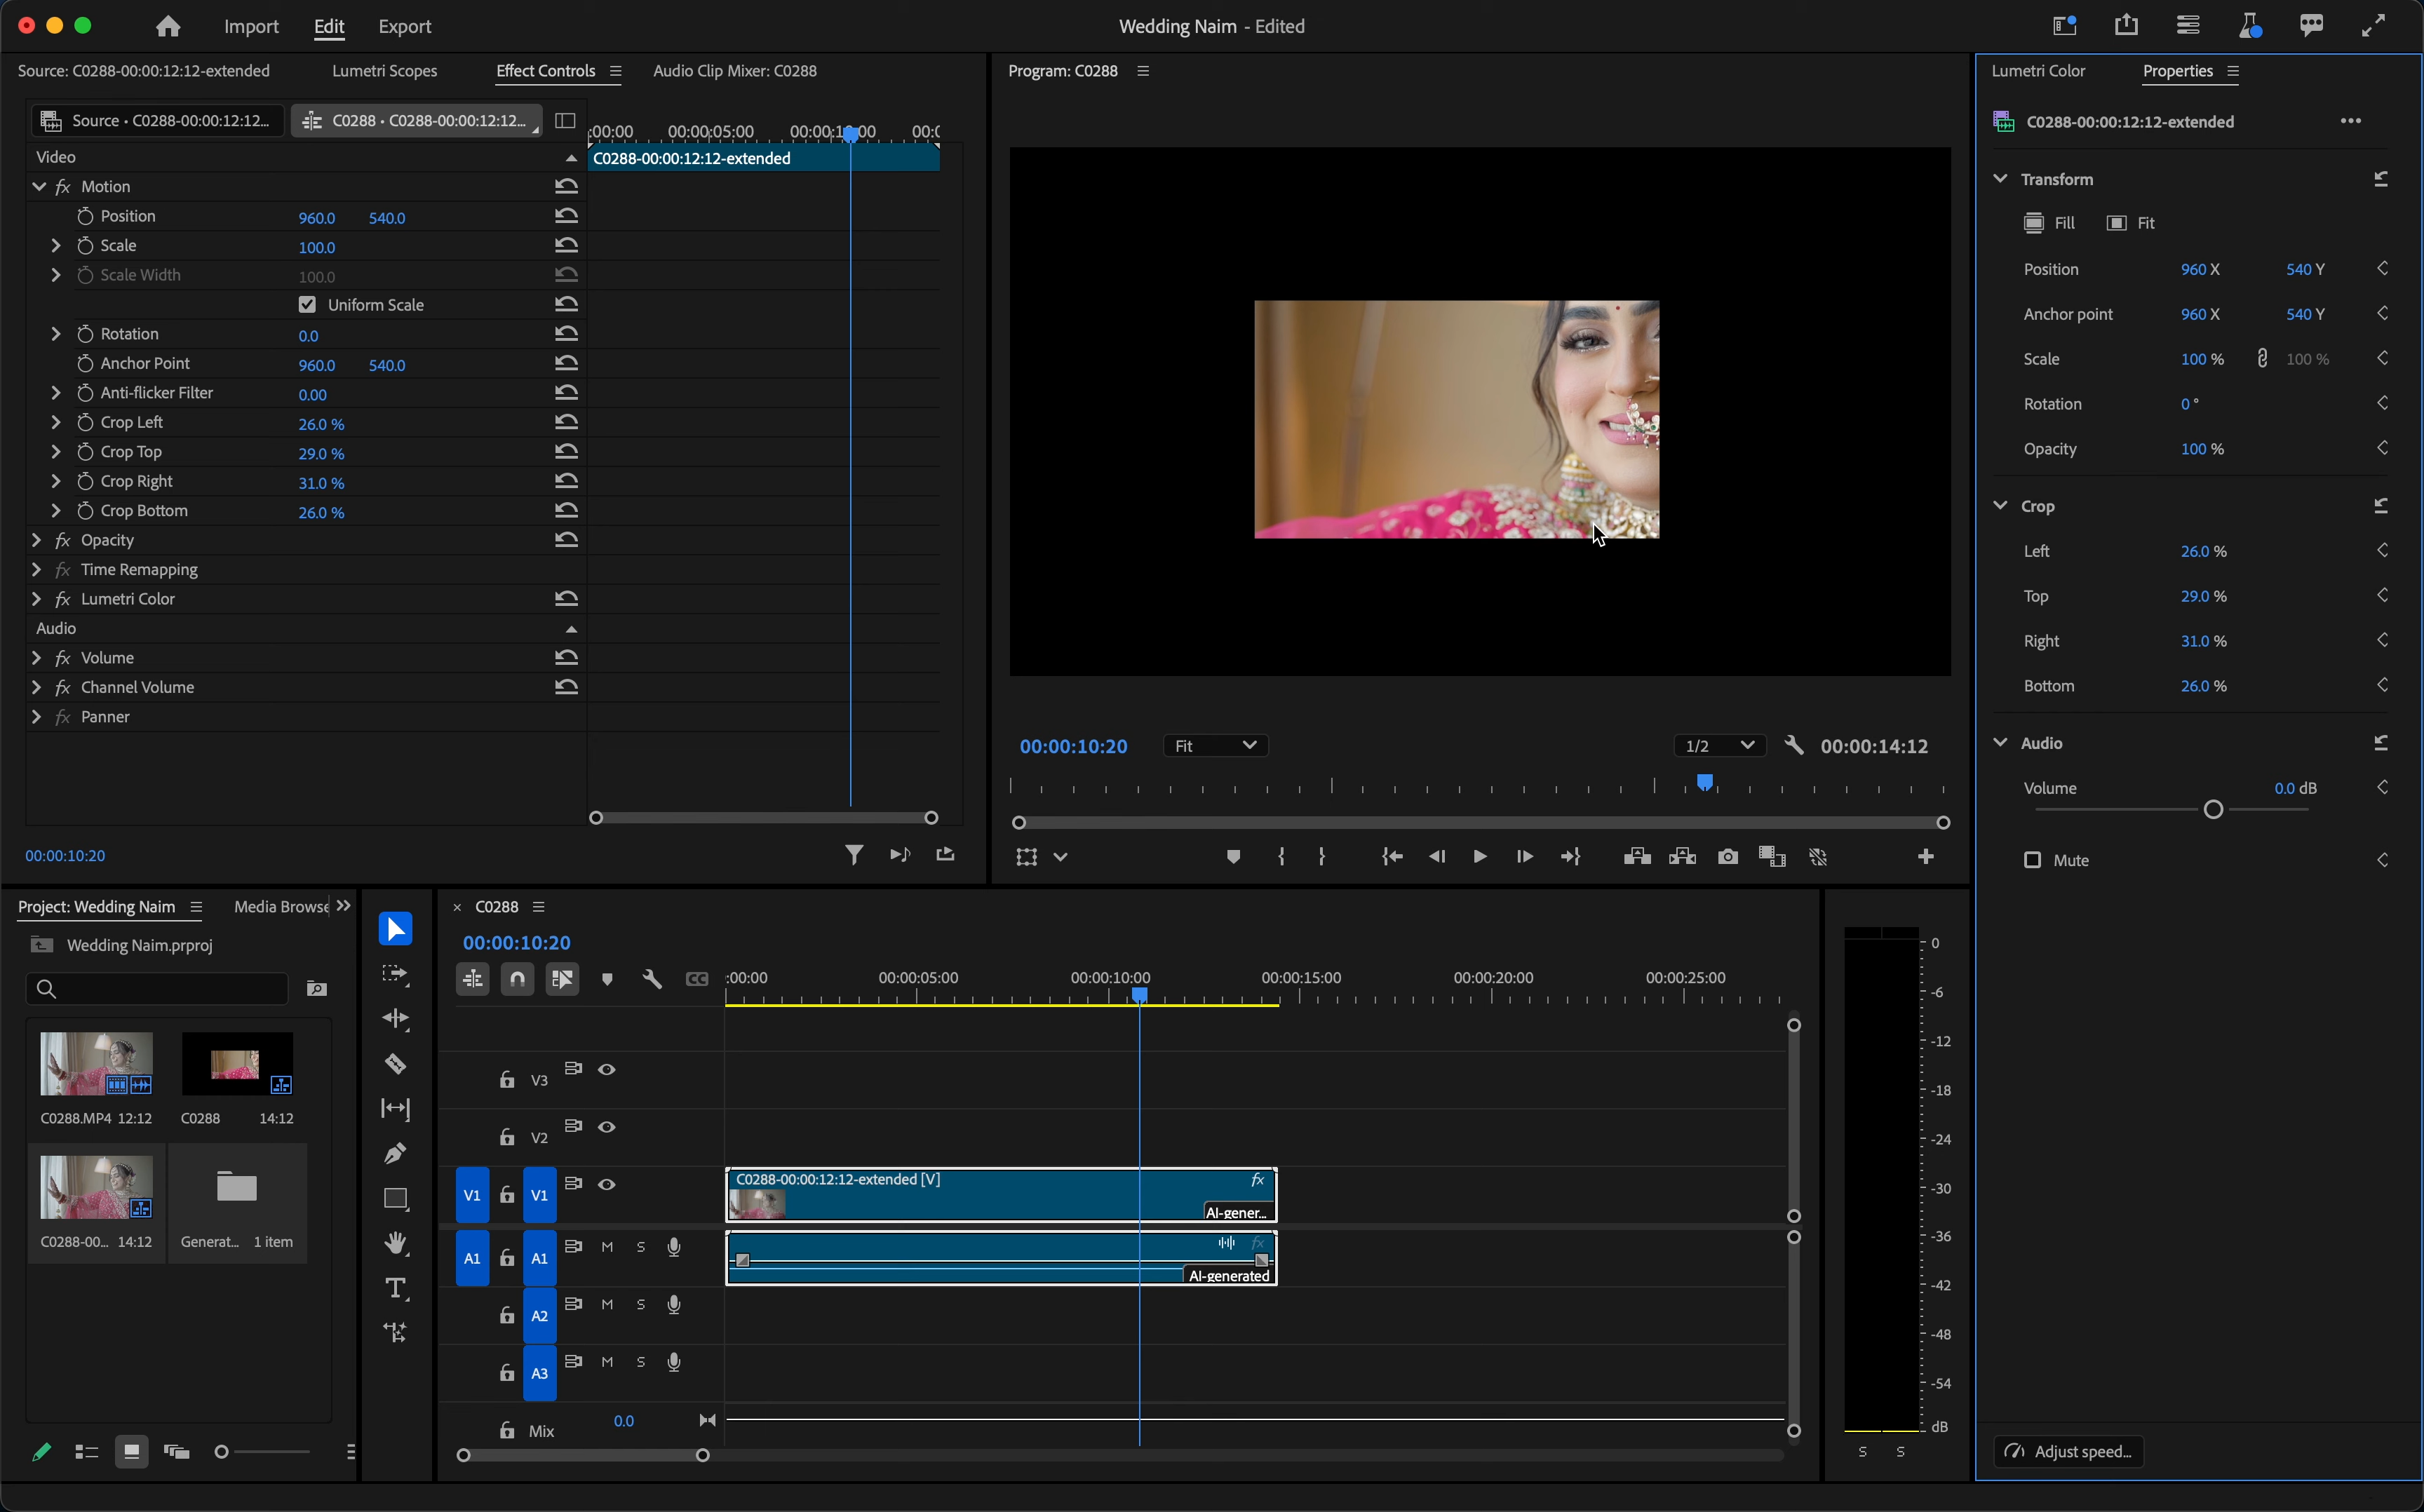 Import Edit Export
Wedding Naim - Edited
Source: C0288-00:00:12:12-extended
Lumetri Scopes
Effect Controls
Audio Clip Mixer: C0288
Source • C0288-00:00:12:12...
C0288 • C0288-00:00:12:12...
:00:00 00:00:05:00
C0288-00:00:12:12-extended
Video
fx Motion
Position 960.0 540.0
Scale 100.0
Scale Width 100.0
Uniform Scale
Rotation 0.0
Anchor Point 960.0 540.0
Anti-flicker Filter 0.00
Crop Left 26.0 %
Crop Top 29.0 %
Crop Right 31.0 %
Crop Bottom 26.0 %
fx Opacity
fx Time Remapping
fx Lumetri Color
Audio
fx Volume
fx Channel Volume
fx Panner
00:00:10:20
Program: C0288
00:00:10:20 Fit 1/2 00:00:14:12
Lumetri Color Properties
C0288-00:00:12:12-extended
Transform
Fill Fit
Position 960 X 540 Y
Anchor point 960 X 540 Y
Scale 100 % 100 %
Rotation 0 °
Opacity 100 %
Crop
Left 26.0 %
Top 29.0 %
Right 31.0 %
Bottom 26.0 %
Audio
Volume 0.0 dB
Mute
Adjust speed...
Project: Wedding Naim
Media Browse
Wedding Naim.prproj
C0288.MP4 12:12
C0288 14:12
C0288-00... 14:12
Generat... 1 item
C0288
00:00:10:20
:00:00 00:00:05:00 00:00:10:00 00:00:15:00 00:00:20:00 00:00:25:00
V3
V2
V1 V1
C0288-00:00:12:12-extended [V] fx
AI-gener...
A1 A1 M S
fx
AI-generated
A2 M S
A3 M S
Mix 0.0
0
-6
-12
-18
-24
-30
-36
-42
-48
-54
dB
S S